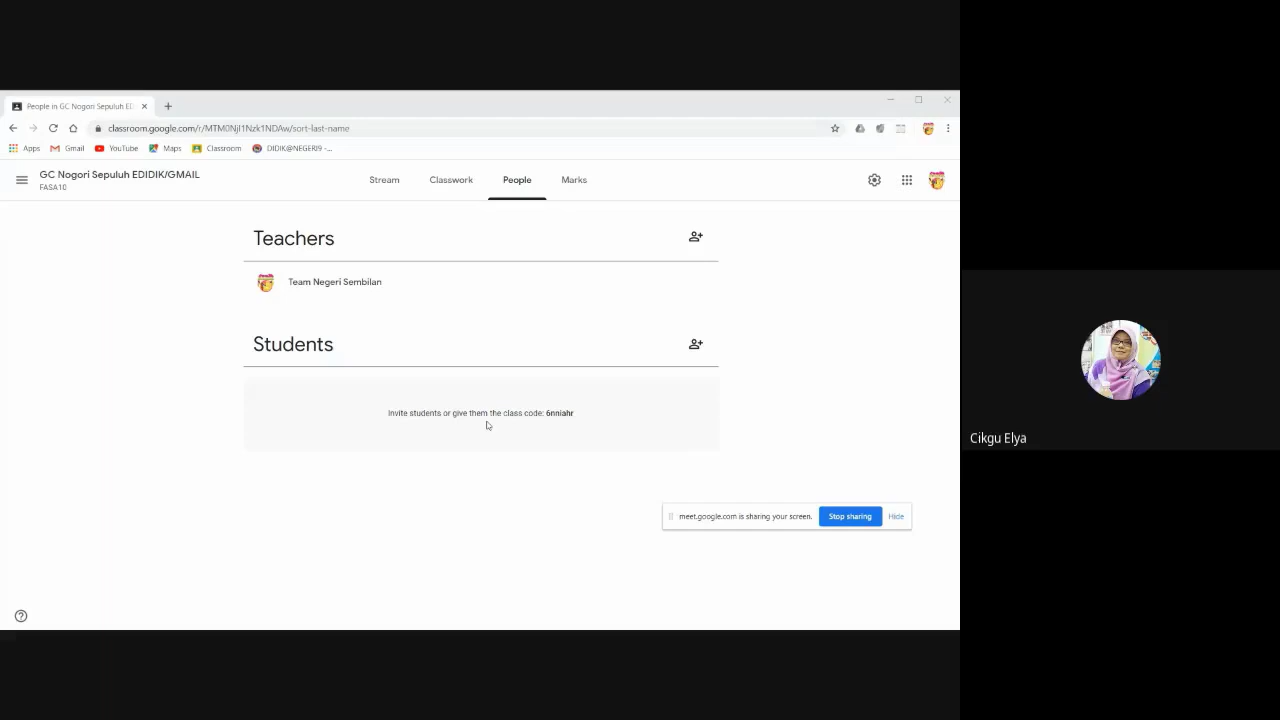 People in GC Nogori Sepuluh ED
classroom.google.com/r/MTM0NjI1Nzk1NDAw/sort-last-name
Apps Gmail YouTube Maps Classroom DIDIK@NEGERI9 -...
GC Nogori Sepuluh EDIDIK/GMAIL
FASA10
Stream Classwork People Marks
Teachers
Team Negeri Sembilan
Students
Invite students or give them the class code: 6nniahr
meet.google.com is sharing your screen. Stop sharing Hide
Cikgu Elya